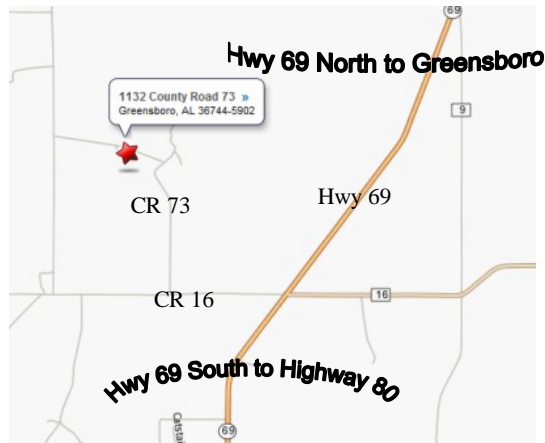 69
Hwy 69 North to Greensboro
1132 County Road 73 »
Greensboro, AL 36744-5902
9
CR 73
Hwy 69
CR 16
16
Hwy 69 South to Highway 80
69